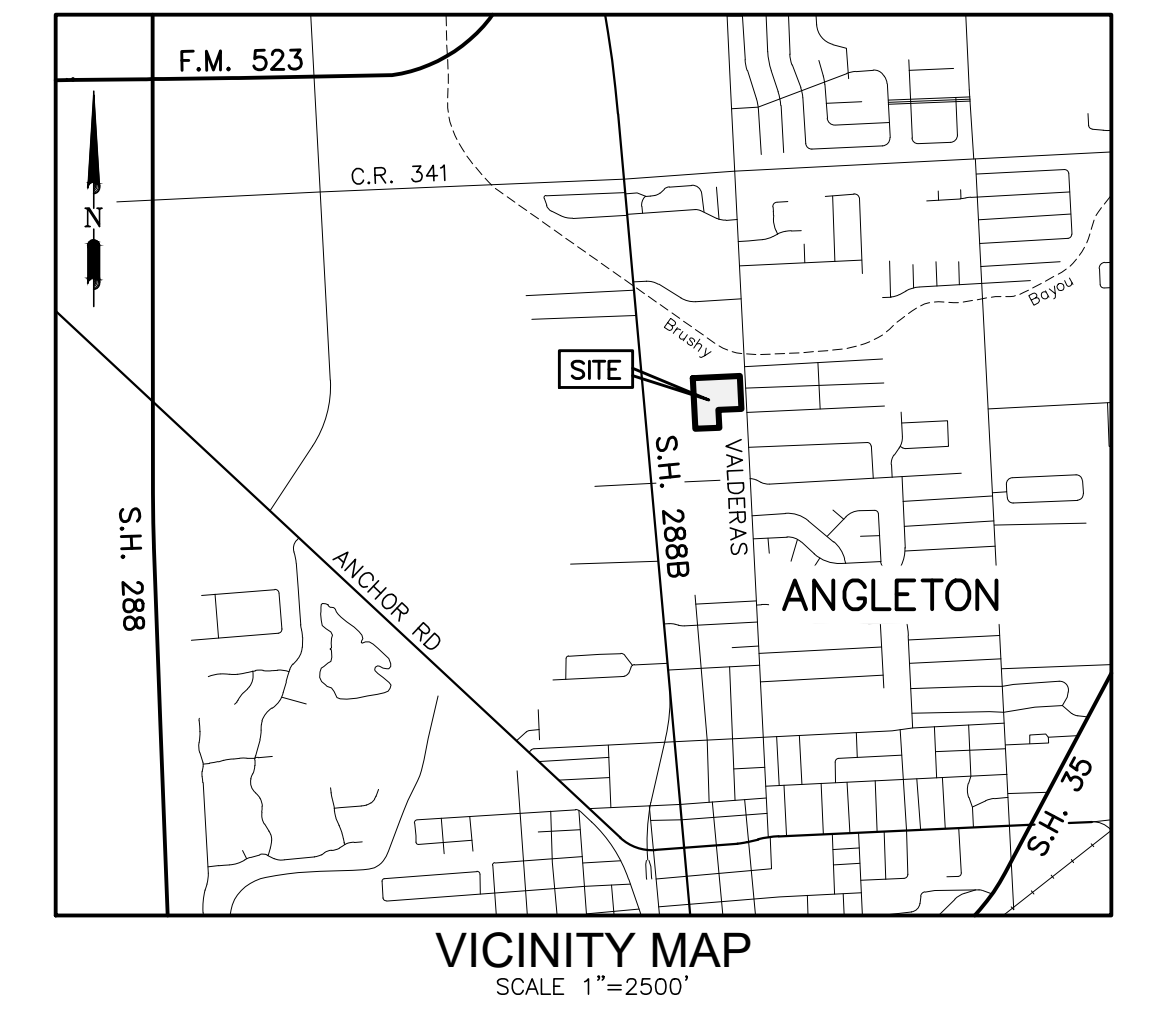 F.M. 523
C.R. 341
N
Bayou
Brushy
SITE
S.H. 288B
VALDERAS
S.H. 288
ANCHOR RD
ANGLETON
S.H. 35
VICINITY MAP
SCALE 1"=2500'